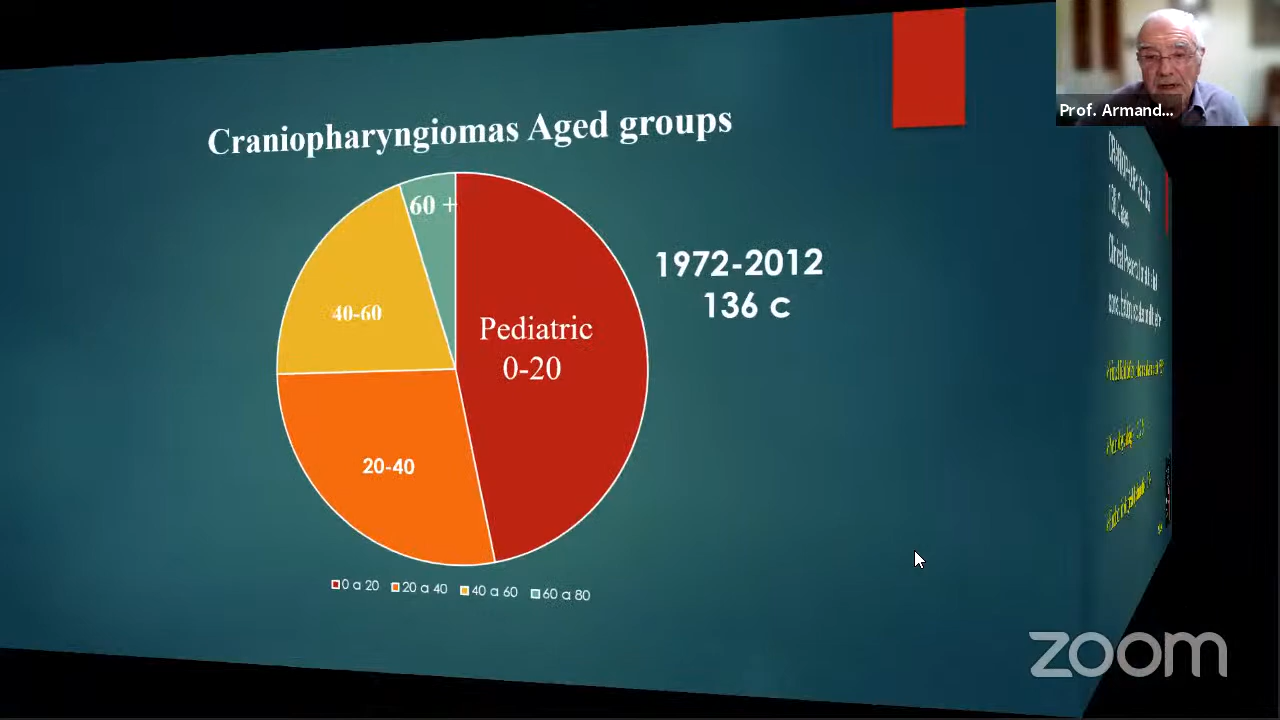 Craniopharyngiomas Aged groups
60 +
40-60
Pediatric
0-20
20-40
1972-2012
136 c
0 a 20 20 a 40 40 a 60 60 a 80
Prof. Armand...
zoom